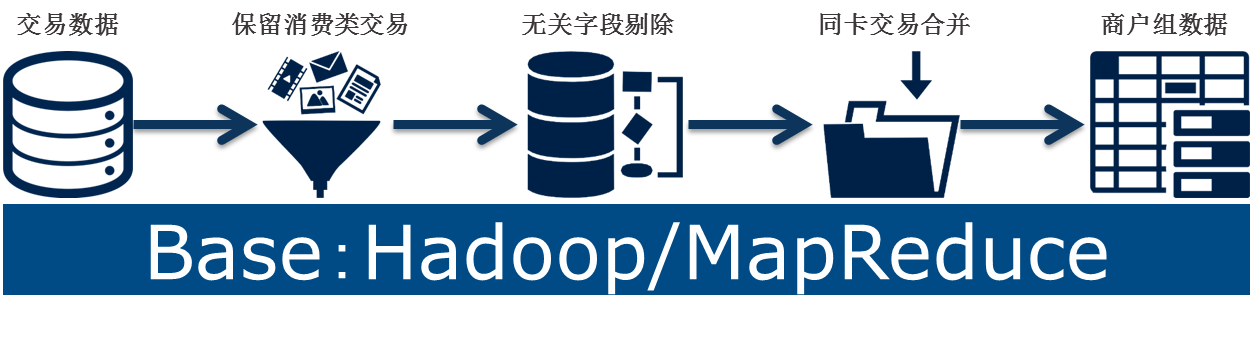 交易数据
保留消费类交易
无关字段剔除
同卡交易合并
商户组数据
Base：Hadoop/MapReduce